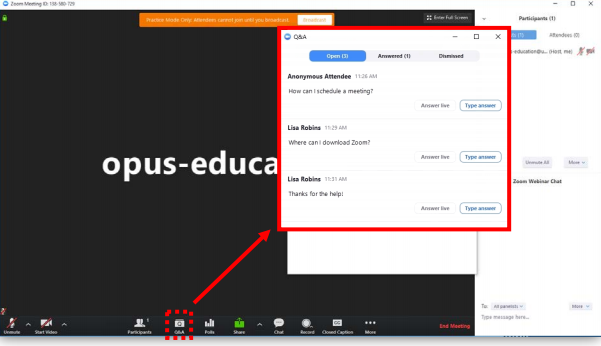 Zoom Meeting ID: 138-580-729
Practice Mode Only: Attendees cannot join until you broadcast
Broadcast
Enter Full Screen
Participants (1)
Q&A
Open (3)
Answered (1)
Dismissed
Attendees (0)
(Host, me)
Anonymous Attendee 11:26 AM
How can I schedule a meeting?
Answer live
Type answer
Lisa Robins 11:29 AM
Where can I download Zoom?
Answer live
Type answer
opus-educa
Unmute All
More
Lisa Robins 11:31 AM
Thanks for the help!
Answer live
Type answer
Zoom Webinar Chat
To: All panelists
More
Type message here...
Unmute
Start Video
Participants
1
Q&A
Polls
Share
Chat
Record
Closed Caption
More
End Meeting